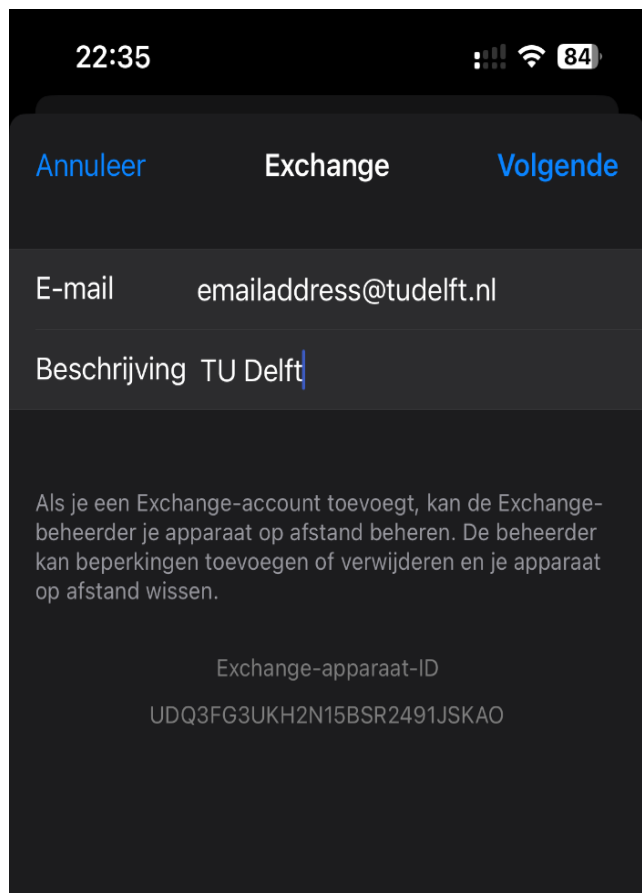 22:35 84
Annuleer Exchange Volgende
E-mail emailaddress@tudelft.nl
Beschrijving TU Delft
Als je een Exchange-account toevoegt, kan de Exchange-
beheerder je apparaat op afstand beheren. De beheerder
kan beperkingen toevoegen of verwijderen en je apparaat
op afstand wissen.
Exchange-apparaat-ID
UDQ3FG3UKH2N15BSR2491JSKAO